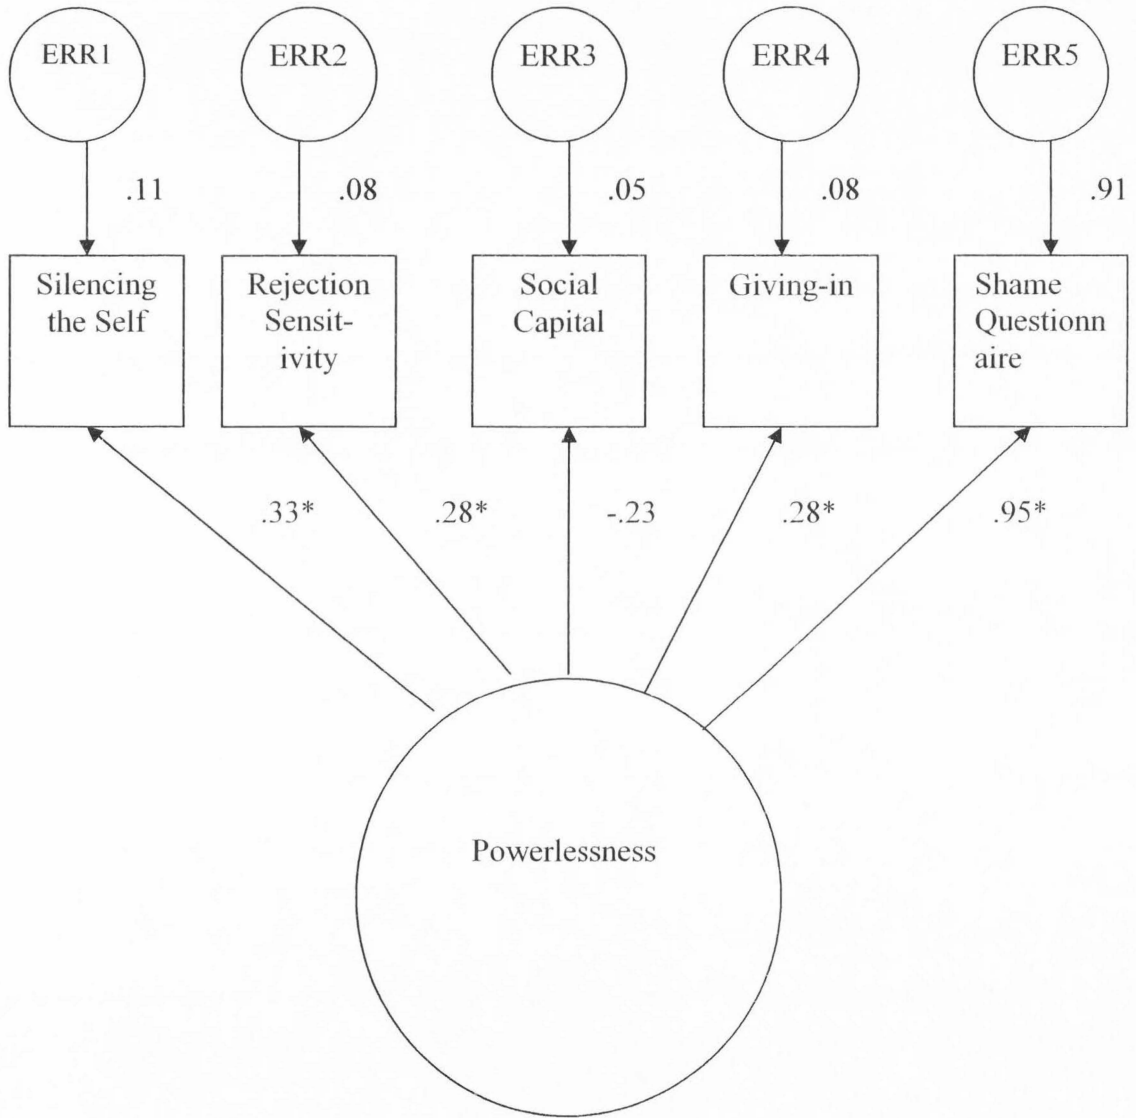 ERR1
ERR2
ERR3
ERR4
ERR5
.11
.08
.05
.08
.91
Silencing
the Self
Rejection
Sensit-
ivity
Social
Capital
Giving-in
Shame
Questionn
aire
.33*
.28*
-.23
.28*
.95*
Powerlessness